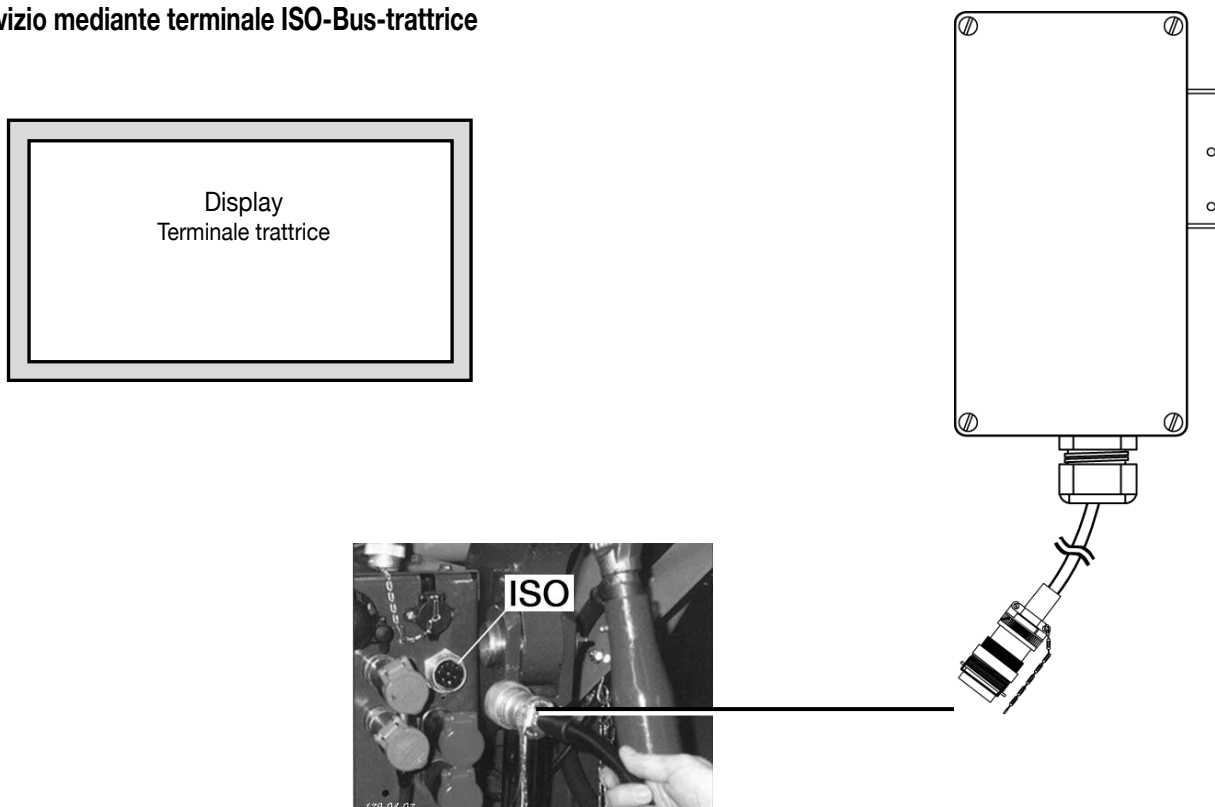 vizio mediante terminale ISO-Bus-trattrice
Display
Terminale trattrice
ISO